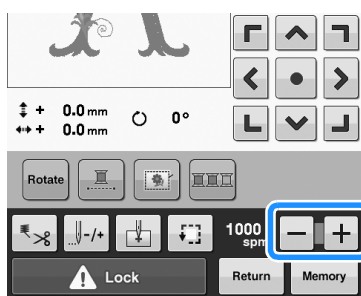 + 0.0 mm
+ 0.0 mm
0°
Rotate
-/+
1000
spm
− +
Lock
Return
Memory